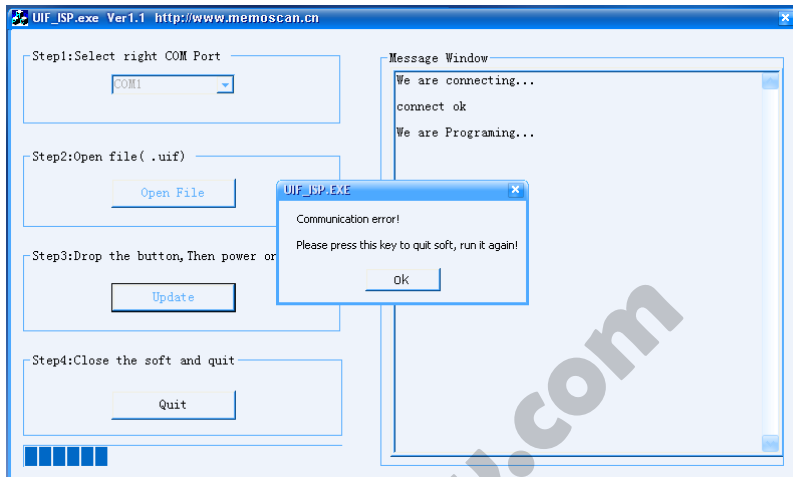 UIF_ISP.exe Ver1.1 http://www.memoscan.cn
Step1:Select right COM Port
COM1
Step2:Open file( .uif)
Open File
Step3:Drop the button,Then power or
Update
Step4:Close the soft and quit
Quit
Message Window
We are connecting...
connect ok
We are Programing...
UIF_ISP.EXE
Communication error!
Please press this key to quit soft, run it again!
Ok
.com